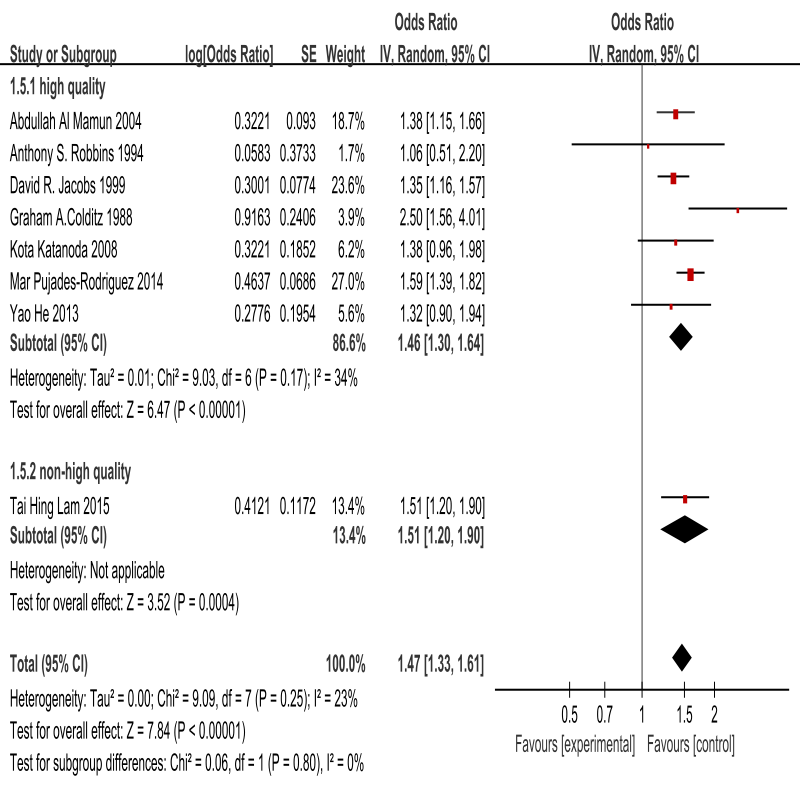 Odds Ratio Odds Ratio
Study or Subgroup log[Odds Ratio] SE Weight IV, Random, 95% CI IV, Random, 95% CI
1.5.1 high quality
Abdullah Al Mamun 2004 0.3221 0.093 18.7% 1.38 [1.15, 1.66]
Anthony S. Robbins 1994 0.0583 0.3733 1.7% 1.06 [0.51, 2.20]
David R. Jacobs 1999 0.3001 0.0774 23.6% 1.35 [1.16, 1.57]
Graham A.Colditz 1988 0.9163 0.2406 3.9% 2.50 [1.56, 4.01]
Kota Katanoda 2008 0.3221 0.1852 6.2% 1.38 [0.96, 1.98]
Mar Pujades-Rodriguez 2014 0.4637 0.0686 27.0% 1.59 [1.39, 1.82]
Yao He 2013 0.2776 0.1954 5.6% 1.32 [0.90, 1.94]
Subtotal (95% CI) 86.6% 1.46 [1.30, 1.64]
Heterogeneity: Tau² = 0.01; Chi² = 9.03, df = 6 (P = 0.17); I² = 34%
Test for overall effect: Z = 6.47 (P < 0.00001)
1.5.2 non-high quality
Tai Hing Lam 2015 0.4121 0.1172 13.4% 1.51 [1.20, 1.90]
Subtotal (95% CI) 13.4% 1.51 [1.20, 1.90]
Heterogeneity: Not applicable
Test for overall effect: Z = 3.52 (P = 0.0004)
Total (95% CI) 100.0% 1.47 [1.33, 1.61]
Heterogeneity: Tau² = 0.00; Chi² = 9.09, df = 7 (P = 0.25); I² = 23%
Test for overall effect: Z = 7.84 (P < 0.00001)
Test for subgroup differences: Chi² = 0.06, df = 1 (P = 0.80), I² = 0%
0.5 0.7 1 1.5 2
Favours [experimental] Favours [control]